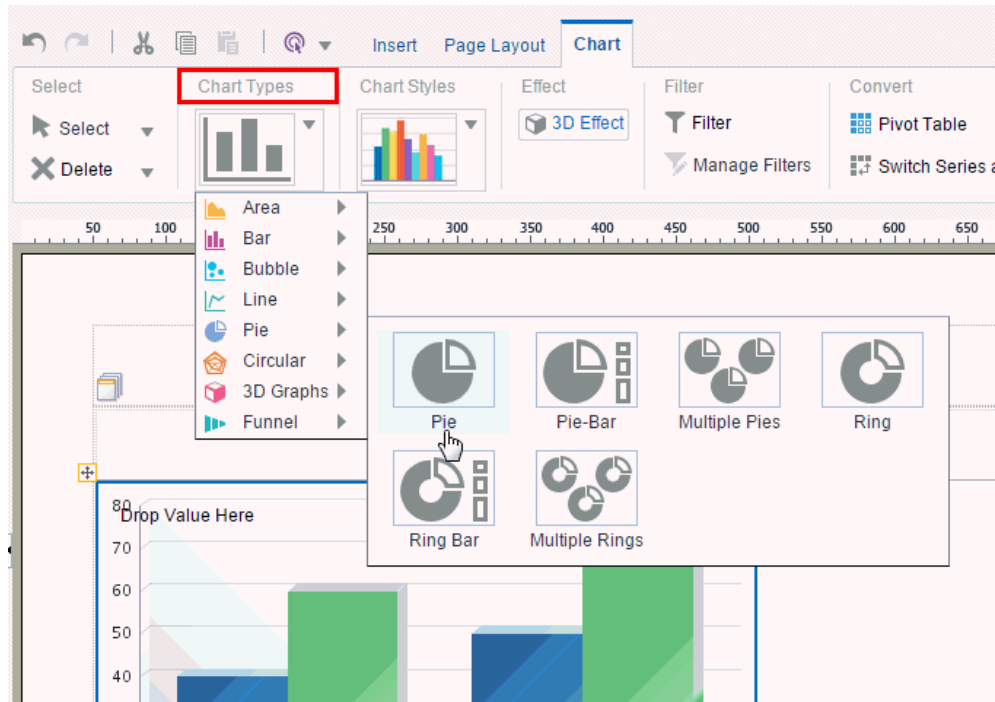 Insert Page Layout Chart
Select Chart Types Chart Styles Effect Filter Convert
Select 3D Effect Filter Pivot Table
Delete Manage Filters Switch Series a
50 100 250 300 350 400 450 500 550 600 650
Area
Bar
Bubble
Line
Pie
Circular
3D Graphs
Funnel
Pie Pie-Bar Multiple Pies Ring
Ring Bar Multiple Rings
80
Drop Value Here
70
60
50
40